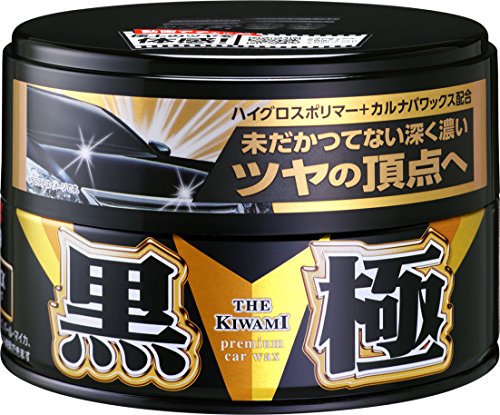 ハイグロスポリマー+カルナバワックス配合
未だかつてない深く濃い
ツヤの頂点へ
黒極
THE
KIWAMI
premium
car wax